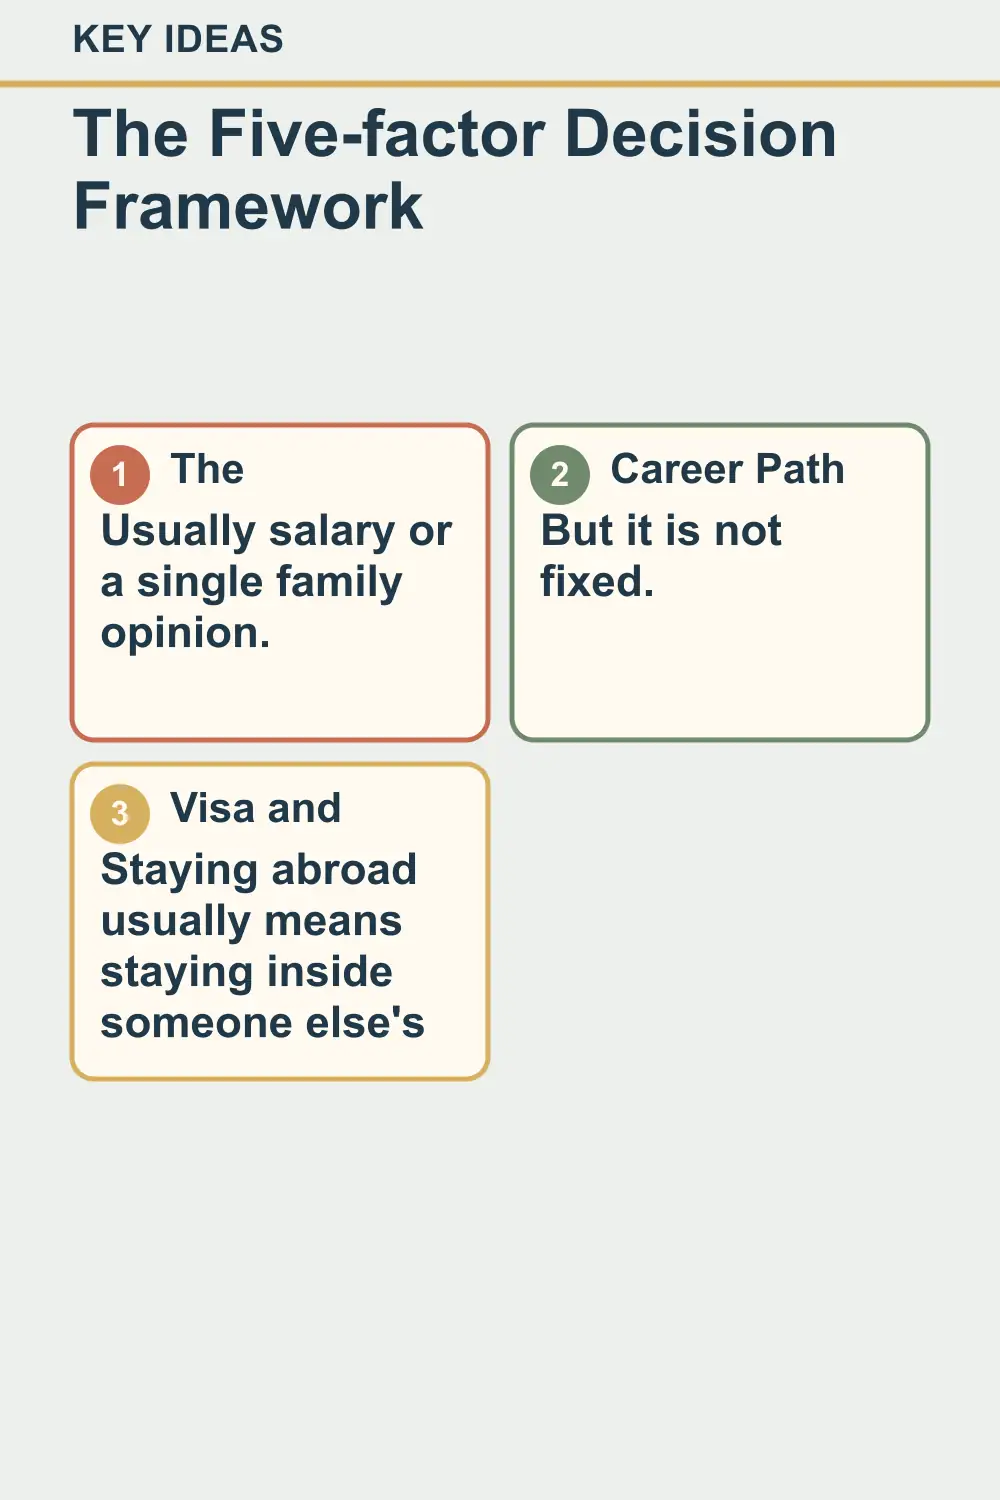 KEY IDEAS
The Five-factor Decision
Framework
1 The
Usually salary or
a single family
opinion.
2 Career Path
But it is not
fixed.
3 Visa and
Staying abroad
usually means
staying inside
someone else's